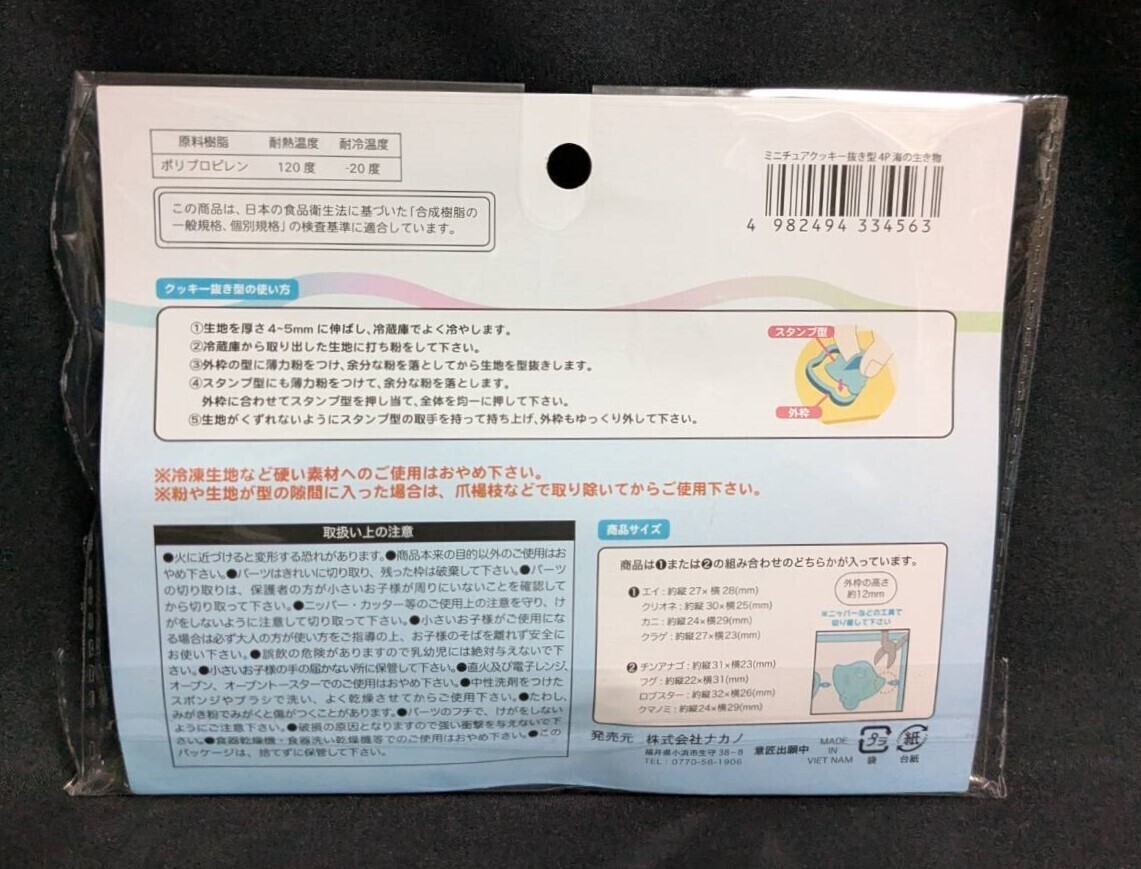 原料樹脂 耐熱温度 耐冷温度
ポリプロピレン 120度 -20度
この商品は、日本の食品衛生法に基づいた「合成樹脂の
一般規格、個別規格」の検査基準に適合しています。
ミニチュアクッキー抜き型 4P 海の生き物
4 982494 334563
クッキー抜き型の使い方
①生地を厚さ4~5mmに伸ばし、冷蔵庫でよく冷やします。
②冷蔵庫から取り出した生地に打ち粉をして下さい。
③外枠の型に薄力粉をつけ、余分な粉を落としてから生地を型抜きします。
④スタンプ型にも薄力粉をつけて、余分な粉を落とします。
外枠に合わせてスタンプ型を押し当て、全体を均一に押して下さい。
⑤生地がくずれないようにスタンプ型の取手を持って持ち上げ、外枠もゆっくり外して下さい。
スタンプ型
外枠
※冷凍生地など硬い素材へのご使用はおやめ下さい。
※粉や生地が型の隙間に入った場合は、爪楊枝などで取り除いてからご使用下さい。
取扱い上の注意
●火に近づけると変形する恐れがあります。●商品本来の目的以外のご使用はお
やめ下さい。●パーツはきれいに切り取り、残った枠は破棄して下さい。●パーツ
の切り取りは、保護者の方が小さいお子様が周りにいないことを確認して
から切り取って下さい。●ニッパー・カッター等のご使用上の注意を守り、け
がをしないように注意して切り取って下さい。●小さいお子様がご使用にな
る場合は必ず大人の方が使い方をご指導の上、お子様のそばを離れず安全に
お使い下さい。●誤飲の危険がありますので乳幼児には絶対与えないで下
さい。●小さいお子様の手の届かない所に保管して下さい。●直火及び電子レンジ、
オーブン、オーブントースターでのご使用はおやめ下さい。●中性洗剤をつけた
スポンジやブラシで洗い、よく乾燥させてからご使用下さい。●たわし、
みがき粉でみがくと傷がつくことがあります。●パーツのフチで、けがをしない
ようにご注意下さい。●破損の原因となりますので強い衝撃を与えないで下
さい。●食器乾燥機・食器洗い乾燥機等でのご使用はおやめ下さい。●この
パッケージは、捨てずに保管して下さい。
商品サイズ
商品は❶または❷の組み合わせのどちらかが入っています。
❶エイ:約縦27×横28(mm)
クリオネ:約縦30×横25(mm)
カニ:約縦24×横29(mm)
クラゲ:約縦27×横23(mm)
外枠の高さ
約12mm
※ニッパーなどの工具で
切り離して下さい
❷チンアナゴ:約縦31×横23(mm)
フグ:約縦22×横31(mm)
ロブスター:約縦32×横26(mm)
クマノミ:約縦24×横29(mm)
発売元 株式会社ナカノ
福井県小浜市生守38-8
TEL:0770-56-1906
意匠出願中
MADE
IN
VIET NAM
プラ
袋
紙
台紙